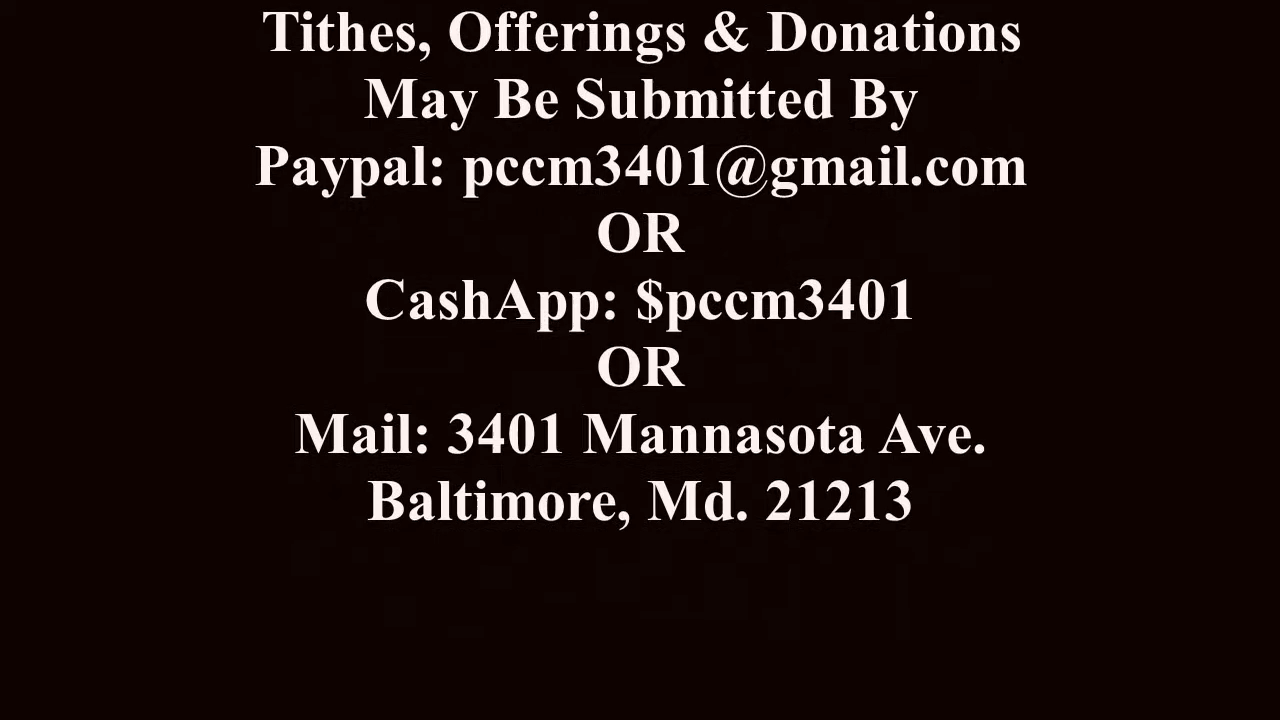 Tithes, Offerings & Donations
May Be Submitted By
Paypal: pccm3401@gmail.com
OR
CashApp: $pccm3401
OR
Mail: 3401 Mannasota Ave.
Baltimore, Md. 21213